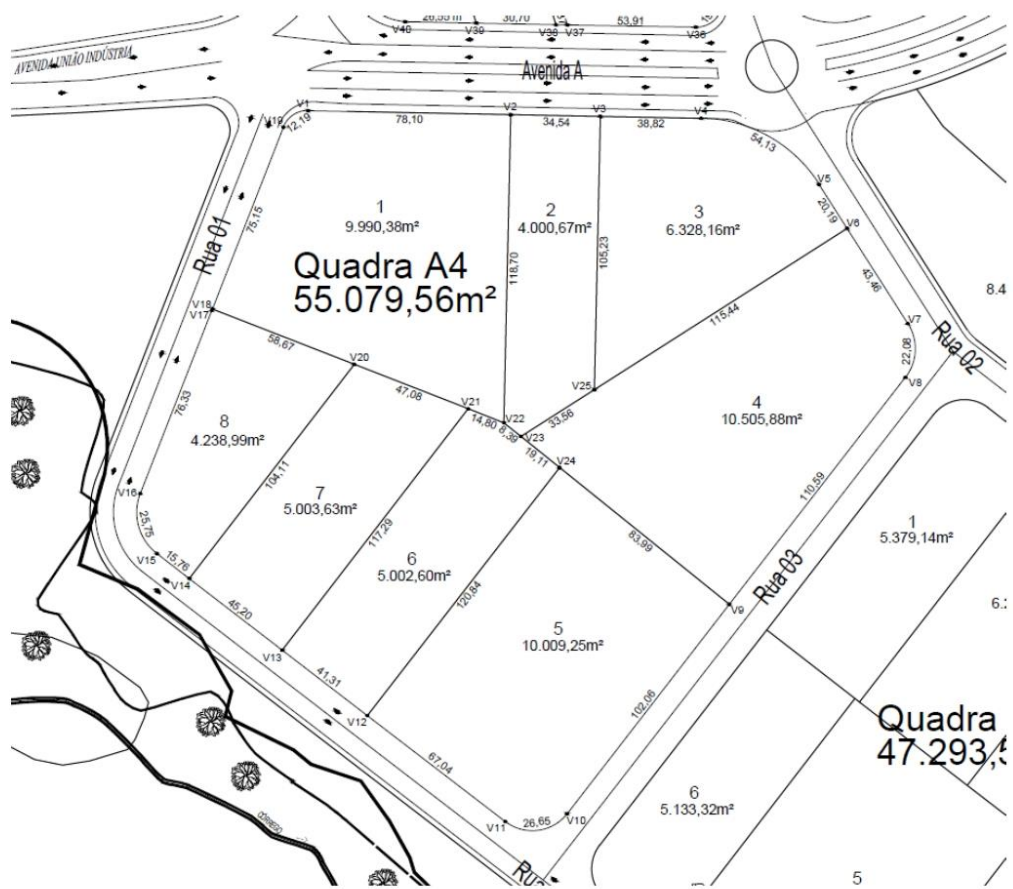 26,55m
30,70
53,91
V40
V39
V38
V37
V36
AVENIDA UNIÃO INDÚSTRIA
Avenida A
V19
12,19
V1
78,10
V2
34,54
V3
38,82
V4
54,13
V5
20,19
V6
Rua 01
75,15
1
9.990,38m²
2
4.000,67m²
3
6.328,16m²
118,70
105,23
43,46
Quadra A4
55.079,56m²
8.4
V18
V17
115,44
V7
22,08
V8
Rua 02
58,67
V20
47,08
V21
14,80
V22
8,39
V23
33,56
V25
19,11
V24
4
10.505,88m²
76,33
8
4.238,99m²
104,11
V16
25,75
V15
15,76
V14
7
5.003,63m²
117,29
6
5.002,60m²
120,84
83,99
110,59
V9
Rua 03
1
5.379,14m²
6.
45,20
V13
41,31
V12
5
10.009,25m²
102,06
67,04
V11
26,65
V10
Quadra
47.293,5
6
5.133,32m²
5
CÓRREGO
Rua